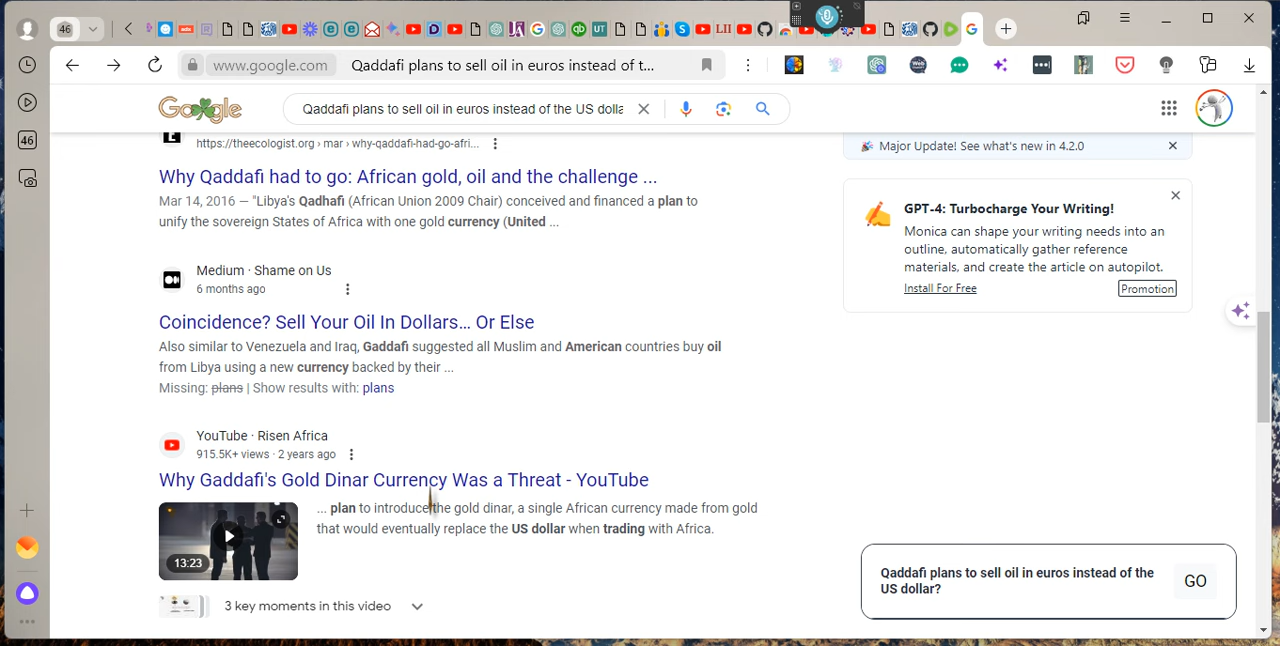 46
www.google.com Qaddafi plans to sell oil in euros instead of t...
46
Google
Qaddafi plans to sell oil in euros instead of the US dolla
https://theecologist.org › mar › why-qaddafi-had-go-afri...
Why Qaddafi had to go: African gold, oil and the challenge ...
Mar 14, 2016 — "Libya's Qadhafi (African Union 2009 Chair) conceived and financed a plan to
unify the sovereign States of Africa with one gold currency (United ...
Medium · Shame on Us
6 months ago
Coincidence? Sell Your Oil In Dollars... Or Else
Also similar to Venezuela and Iraq, Gaddafi suggested all Muslim and American countries buy oil
from Libya using a new currency backed by their ...
Missing: plans | Show results with: plans
YouTube · Risen Africa
915.5K+ views · 2 years ago
Why Gaddafi's Gold Dinar Currency Was a Threat - YouTube
... plan to introduce the gold dinar, a single African currency made from gold
that would eventually replace the US dollar when trading with Africa.
13:23
3 key moments in this video
Major Update! See what's new in 4.2.0
GPT-4: Turbocharge Your Writing!
Monica can shape your writing needs into an
outline, automatically gather reference
materials, and create the article on autopilot.
Install For Free
Promotion
Qaddafi plans to sell oil in euros instead of the
US dollar?
GO